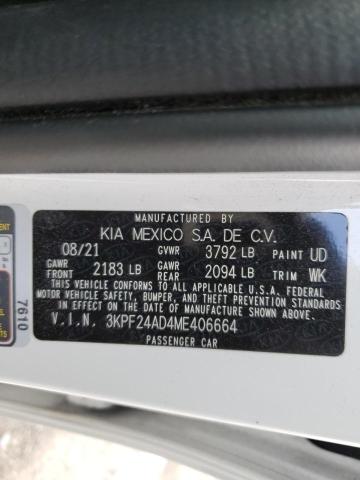 MANUFACTURED BY
KIA MEXICO S.A. DE C.V.
08/21 GVWR 3792 LB PAINT UD
GAWR FRONT 2183 LB GAWR REAR 2094 LB TRIM WK
THIS VEHICLE CONFORMS TO ALL APPLICABLE U.S.A. FEDERAL
MOTOR VEHICLE SAFETY, BUMPER, AND THEFT PREVENTION
STANDARDS IN EFFECT ON THE DATE OF MANUFACTURE SHOWN ABOVE
V.I.N. 3KPF24AD4ME406664
PASSENGER CAR
7610